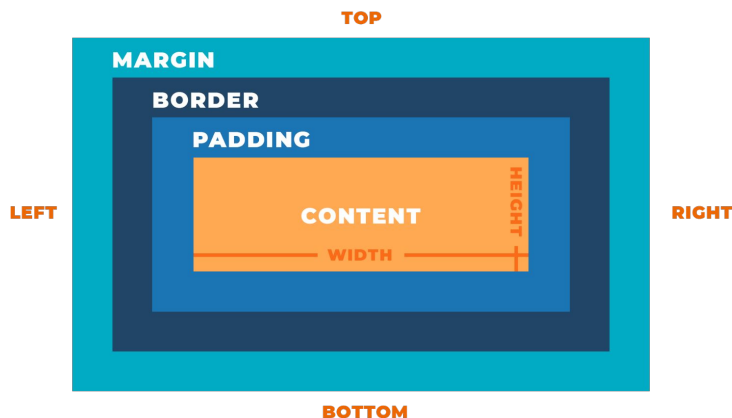 TOP
MARGIN
BORDER
PADDING
HEIGHT
LEFT
CONTENT
RIGHT
WIDTH
BOTTOM